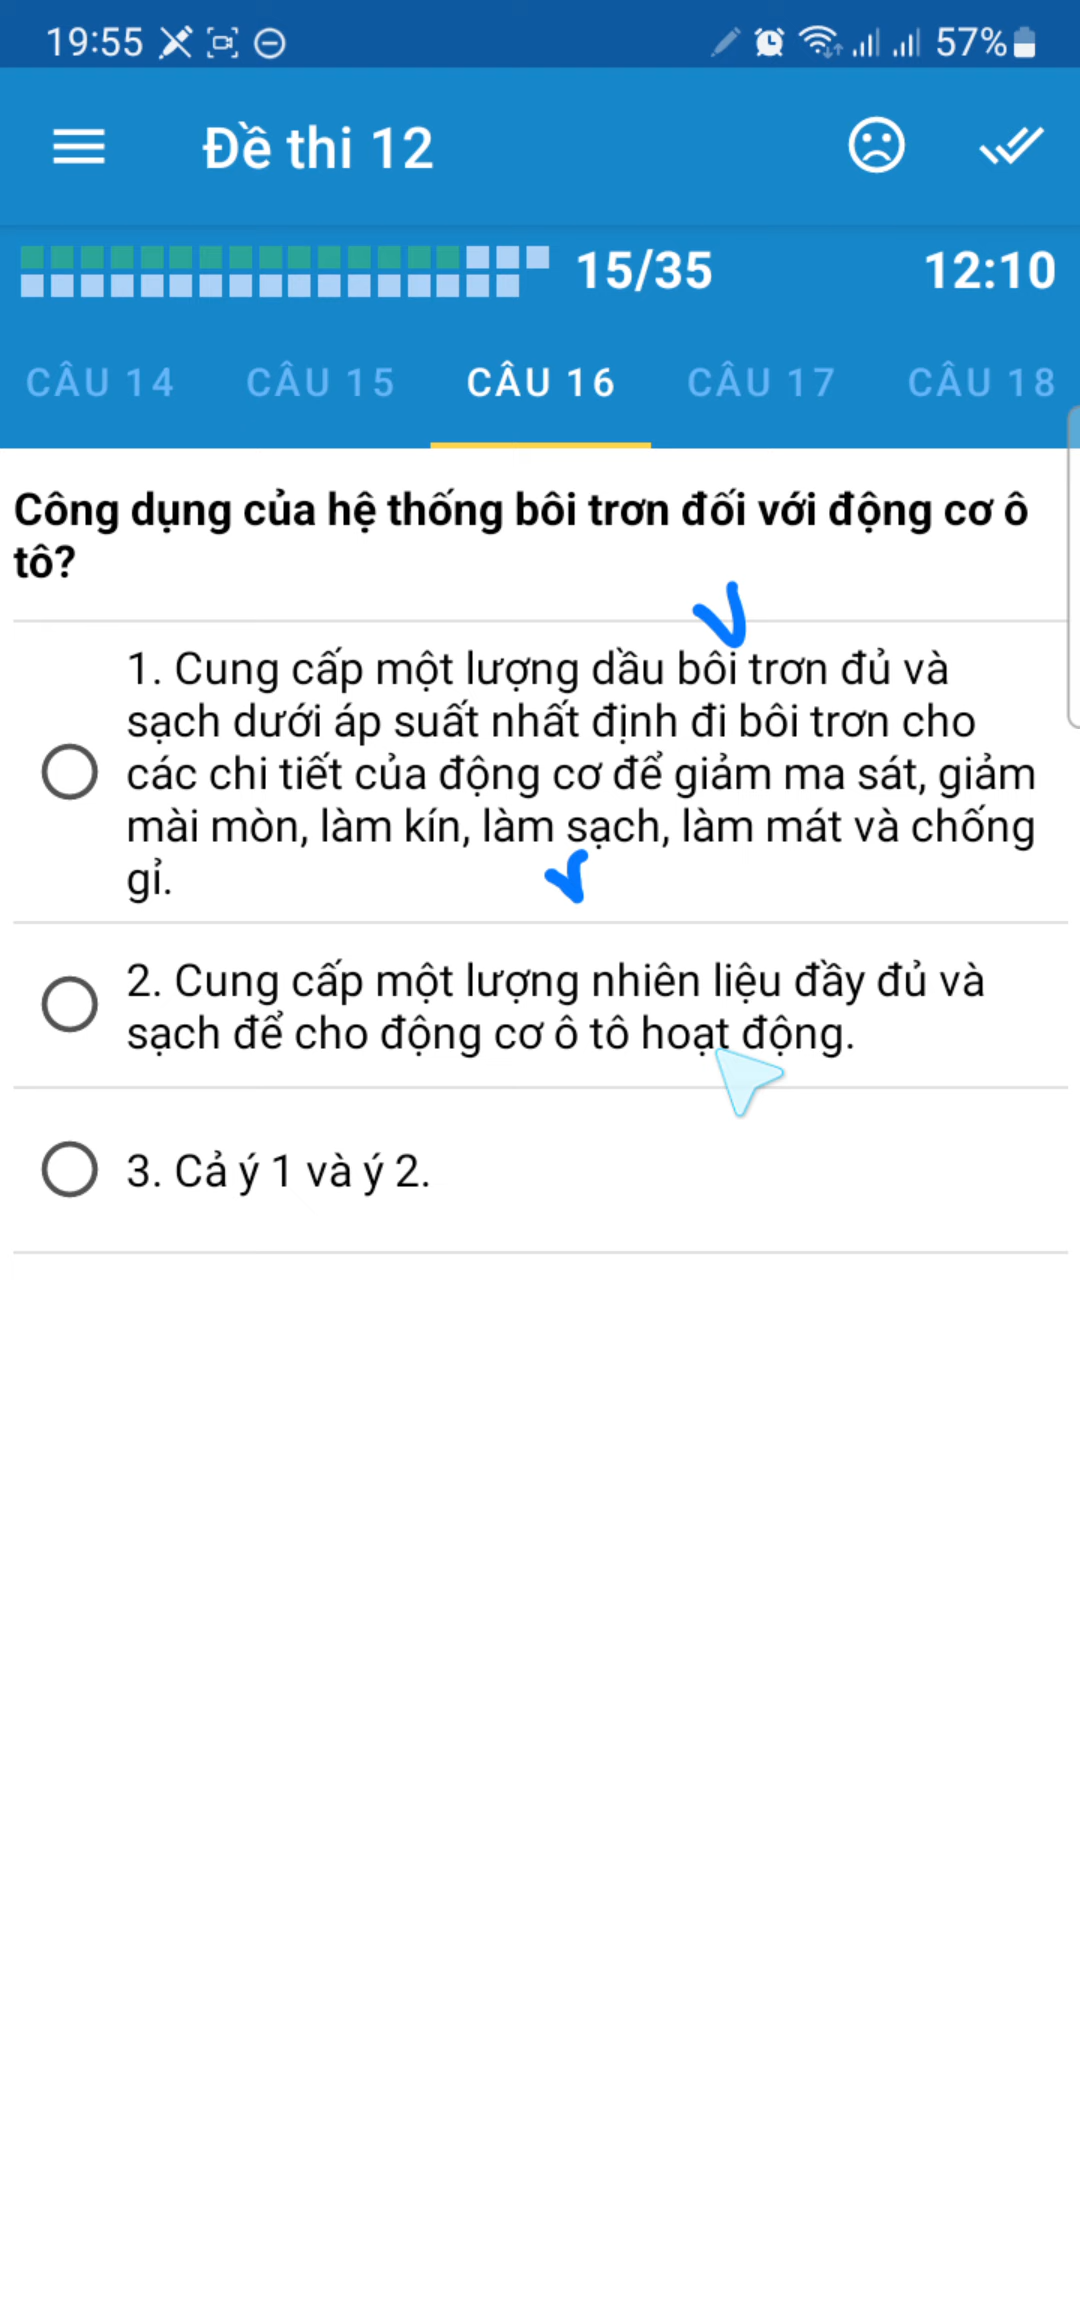 19:55 57%
Đề thi 12
15/35 12:10
CÂU 14 CÂU 15 CÂU 16 CÂU 17 CÂU 18
Công dụng của hệ thống bôi trơn đối với động cơ ô
tô?
1. Cung cấp một lượng dầu bôi trơn đủ và
sạch dưới áp suất nhất định đi bôi trơn cho
các chi tiết của động cơ để giảm ma sát, giảm
mài mòn, làm kín, làm sạch, làm mát và chống
gỉ.
2. Cung cấp một lượng nhiên liệu đầy đủ và
sạch để cho động cơ ô tô hoạt động.
3. Cả ý 1 và ý 2.